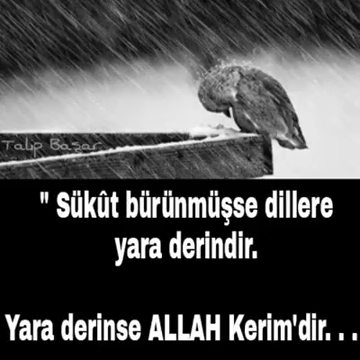 Talip Başar
" Sükût bürünmüşse dillere
yara derindir.
Yara derinse ALLAH Kerim'dir. . .